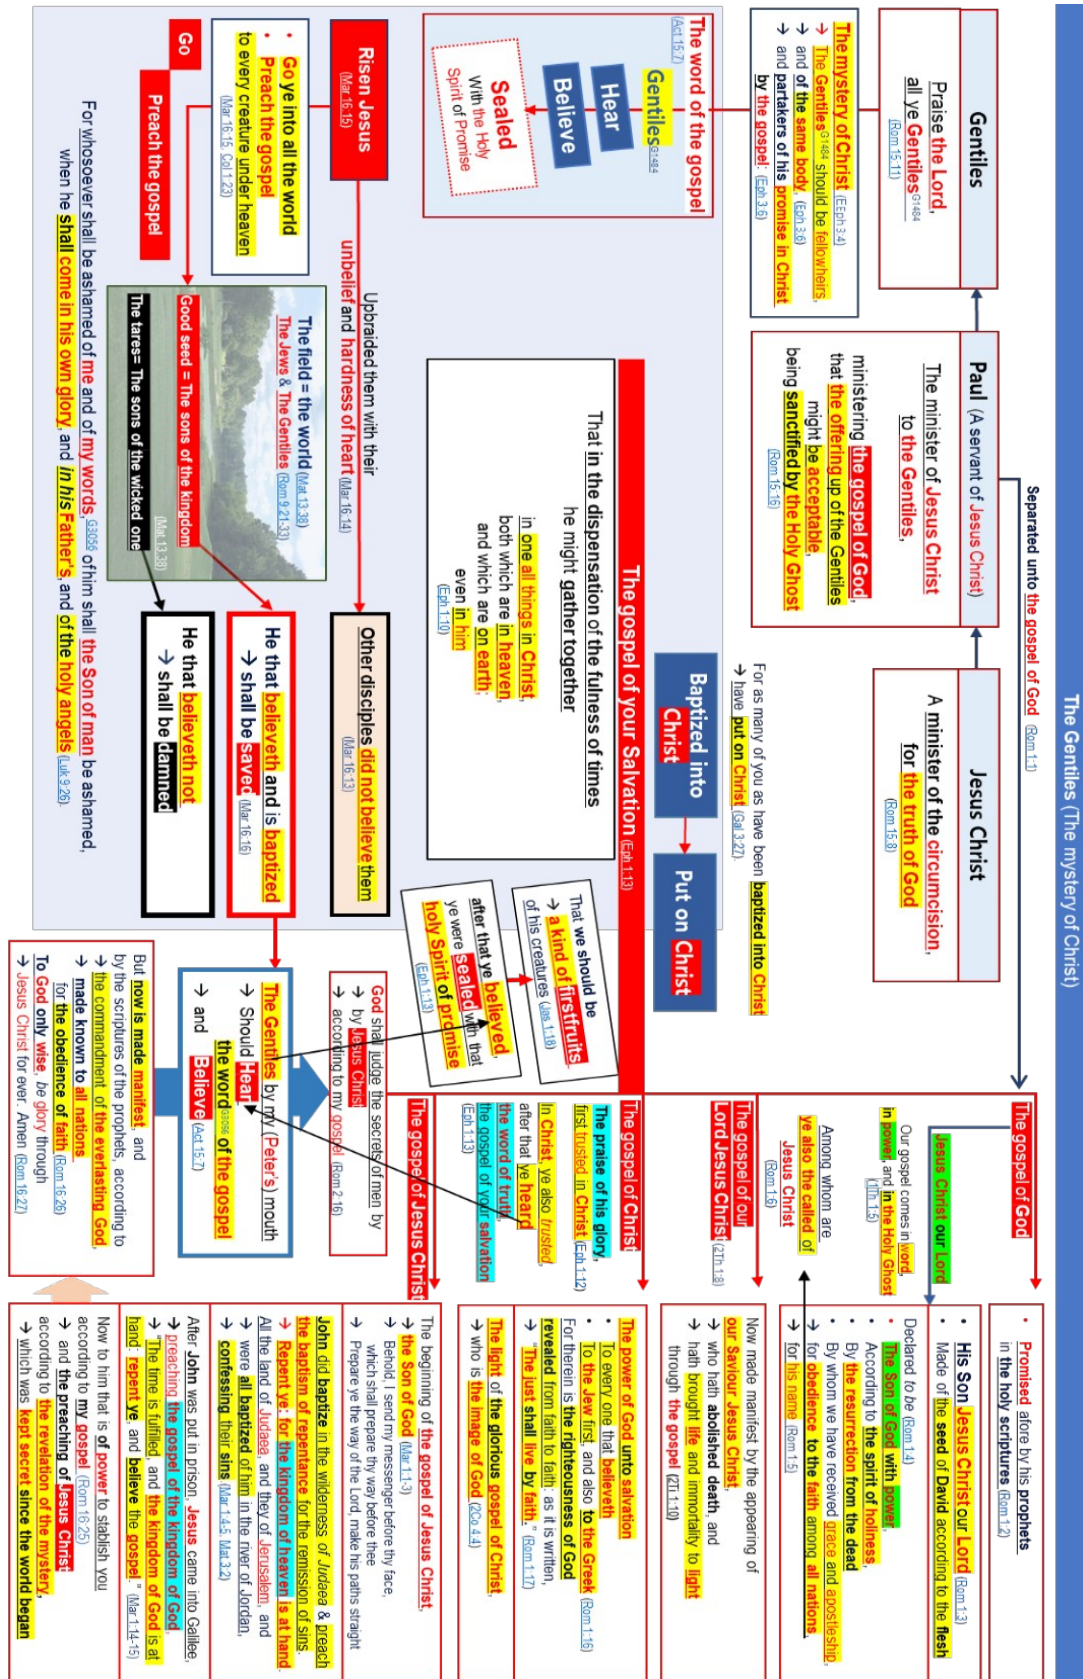 The Gentiles (The mystery of Christ)
Separated unto the gospel of God (Rom 1:1)
Gentiles
Praise the Lord,
all ye Gentiles G1484
(Rom 15:11)
Paul (A servant of Jesus Christ)
The minister of Jesus Christ
to the Gentiles,
ministering the gospel of God,
that the offering up of the Gentiles
might be acceptable,
being sanctified by the Holy Ghost
(Rom 15:16)
Jesus Christ
A minister of the circumcision,
for the truth of God
(Rom 15:8)
The mystery of Christ (EEph 3:4)
→ The Gentiles G1484 should be fellowheirs,
→ and of the same body, (Eph 3:6)
→ and partakers of his promise in Christ
by the gospel: (Eph 3:6)
The word of the gospel
(Act 15:7)
Gentiles G1484
Hear
Believe
Sealed
With the Holy
Spirit of Promise
For as many of you as have been baptized into Christ
→ have put on Christ (Gal 3:27).
Baptized into
Christ
Put on Christ
The gospel of your Salvation (Eph 1:13)
That in the dispensation of the fulness of times
he might gather together
in one all things in Christ,
both which are in heaven,
and which are on earth;
even in him
(Eph 1:10)
That we should be
→ a kind of firstfruits
of his creatures (Jas 1:18)
after that ye believed,
ye were sealed with that
holy Spirit of promise
(Eph 1:13)
Risen Jesus
(Mar 16:15)
Upbraided them with their
unbelief and hardness of heart (Mar 16:14)
Other disciples did not believe them
(Mar 16:13)
• Go ye into all the world
• Preach the gospel
to every creature under heaven
(Mar 16:15, Col 1:23)
Go
Preach the gospel
The field = the world (Mat 13:38)
The Jews & The Gentiles (Rom 9:21-33)
Good seed = The sons of the kingdom
The tares= The sons of the wicked one
(Mat 13:38)
He that believeth and is baptized
→ shall be saved (Mar 16:16)
He that believeth not
→ shall be damned
For whosoever shall be ashamed of me and of my words, G3056 of him shall the Son of man be ashamed,
when he shall come in his own glory, and in his Father's, and of the holy angels (Luk 9:26).
The gospel of God
• Promised afore by his prophets
in the holy scriptures (Rom 1:2)
Jesus Christ our Lord
• His Son Jesus Christ our Lord (Rom 1:3)
• Made of the seed of David according to the flesh
Declared to be (Rom 1:4)
• The Son of God with power,
• According to the spirit of holiness,
• By the resurrection from the dead
• By whom we have received grace and apostleship,
→ for obedience to the faith among all nations
→ for his name (Rom 1:5)
Our gospel comes in word,
in power, and in the Holy Ghost
(1Th 1:5)
Among whom are
ye also the called of
Jesus Christ
(Rom 1:6)
The gospel of our
Lord Jesus Christ
(2Th 1:8)
Now made manifest by the appearing of
our Saviour Jesus Christ,
→ who hath abolished death, and
→ hath brought life and immortality to light
through the gospel (2Ti 1:10)
The gospel of Christ
The power of God unto salvation
• To every one that believeth
• To the Jew first, and also to the Greek (Rom 1:16)
For therein is the righteousness of God
revealed from faith to faith: as it is written,
→ "The just shall live by faith." (Rom 1:17)
The light of the glorious gospel of Christ,
→ who is the image of God (2Co 4:4)
The praise of his glory,
first trusted in Christ (Eph 1:12)
In Christ, ye also trusted,
after that ye heard
the word of truth,
the gospel of your salvation
(Eph 1:13)
The gospel of Jesus Christ
The beginning of the gospel of Jesus Christ,
→ the Son of God (Mar 1:1-3)
→ Behold, I send my messenger before thy face,
which shall prepare thy way before thee
→ Prepare ye the way of the Lord, make his paths straight
John did baptize in the wilderness of Judaea & preach
the baptism of repentance for the remission of sins.
→ Repent ye: for the kingdom of heaven is at hand.
All the land of Judaea, and they of Jerusalem, and
→ were all baptized of him in the river of Jordan,
→ confessing their sins (Mar 1:4-5 Mat 3:2)
After John was put in prison, Jesus came into Galilee,
→ preaching the gospel of the kingdom of God,
→ "The time is fulfilled, and the kingdom of God is at
hand: repent ye, and believe the gospel." (Mar 1:14-15)
Now to him that is of power to stablish you
according to my gospel (Rom 16:25)
→ and the preaching of Jesus Christ,
according to the revelation of the mystery,
→ which was kept secret since the world began
God shall judge the secrets of men by
→ by Jesus Christ
→ according to my gospel (Rom 2:16)
The Gentiles by my (Peter's) mouth
→ Should Hear
the word G3056 of the gospel
→ and Believe (Act 15:7)
But now is made manifest, and
by the scriptures of the prophets, according to
→ the commandment of the everlasting God,
→ made known to all nations
for the obedience of faith (Rom 16:26)
To God only wise, be glory through
→ Jesus Christ for ever. Amen (Rom 16:27)